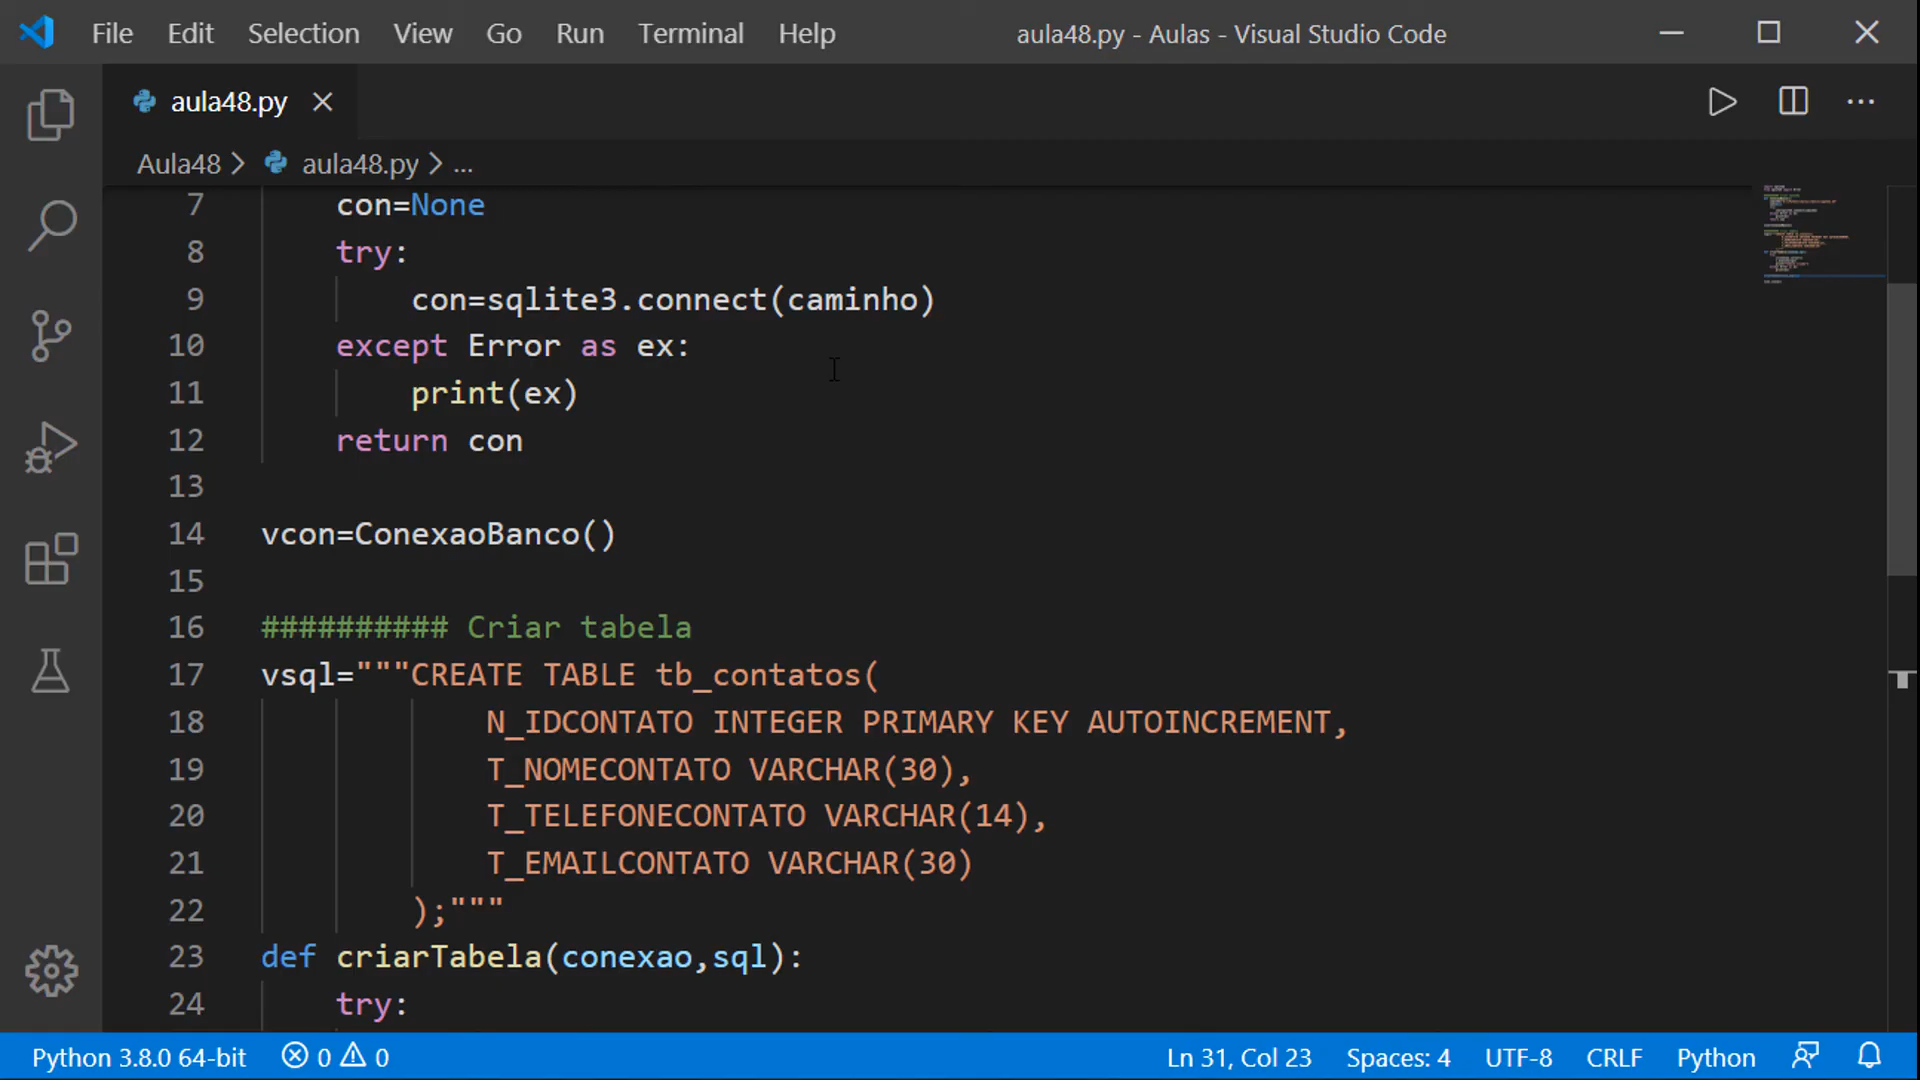 File Edit Selection View Go Run Terminal Help aula48.py - Aulas - Visual Studio Code
aula48.py
Aula48 > aula48.py > ...
7 con=None
8 try:
9 con=sqlite3.connect(caminho)
10 except Error as ex:
11 print(ex)
12 return con
13
14 vcon=ConexaoBanco()
15
16 ########## Criar tabela
17 vsql="""CREATE TABLE tb_contatos(
18 N_IDCONTATO INTEGER PRIMARY KEY AUTOINCREMENT,
19 T_NOMECONTATO VARCHAR(30),
20 T_TELEFONECONTATO VARCHAR(14),
21 T_EMAILCONTATO VARCHAR(30)
22 );"""
23 def criarTabela(conexao,sql):
24 try:
Python 3.8.0 64-bit 0 0 Ln 31, Col 23 Spaces: 4 UTF-8 CRLF Python